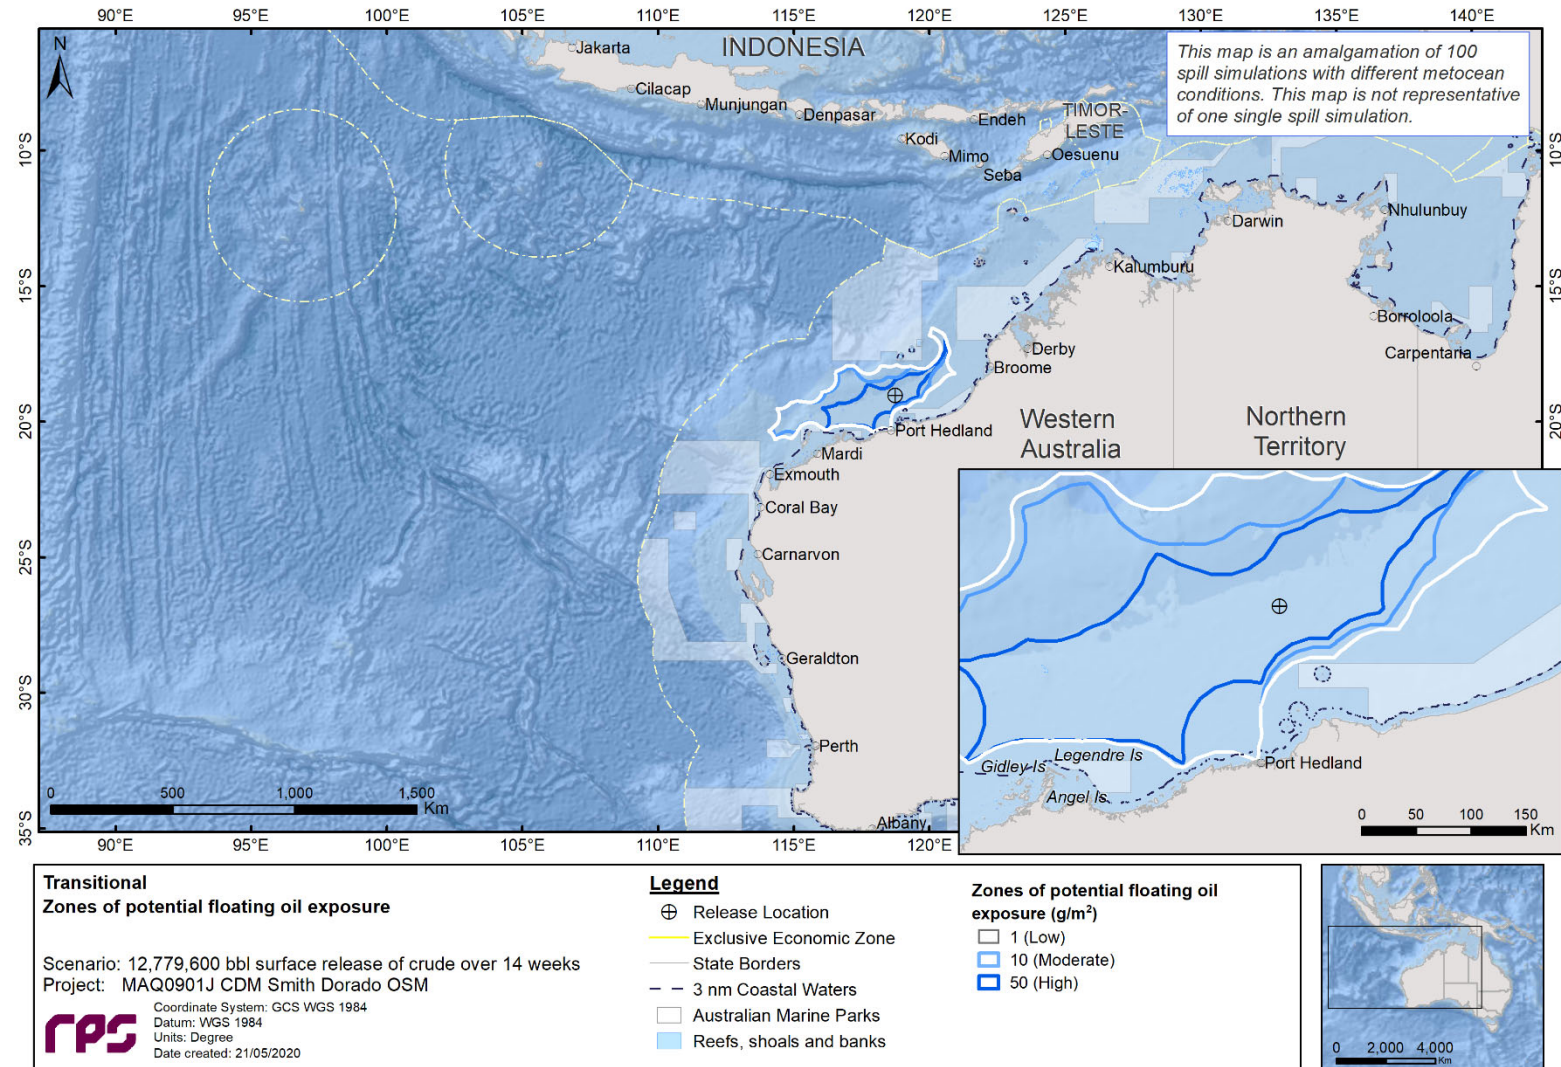 90°E 95°E 100°E 105°E 110°E 115°E 120°E 125°E 130°E 135°E 140°E
N
INDONESIA
Jakarta
Cilacap
Munjungan
Denpasar
Endeh
Kodi
Mimo
Seba
TIMOR-
LESTE
Oesuenu
This map is an amalgamation of 100
spill simulations with different metocean
conditions. This map is not representative
of one single spill simulation.
10°S
15°S
20°S
25°S
30°S
35°S
10°S
15°S
20°S
Darwin
Nhulunbuy
Kalumburu
Borroloola
Carpentaria
Derby
Broome
Port Hedland
Mardi
Exmouth
Coral Bay
Carnarvon
Geraldton
Perth
Albany
Western
Australia
Northern
Territory
0 500 1,000 1,500
Km
Gidley Is
Legendre Is
Angel Is
Port Hedland
0 50 100 150
Km
90°E 95°E 100°E 105°E 110°E 115°E 120°E
Transitional
Zones of potential floating oil exposure
Scenario: 12,779,600 bbl surface release of crude over 14 weeks
Project: MAQ0901J CDM Smith Dorado OSM
rps
Coordinate System: GCS WGS 1984
Datum: WGS 1984
Units: Degree
Date created: 21/05/2020
Legend
Release Location
Exclusive Economic Zone
State Borders
3 nm Coastal Waters
Australian Marine Parks
Reefs, shoals and banks
Zones of potential floating oil
exposure (g/m²)
1 (Low)
10 (Moderate)
50 (High)
0 2,000 4,000
Km